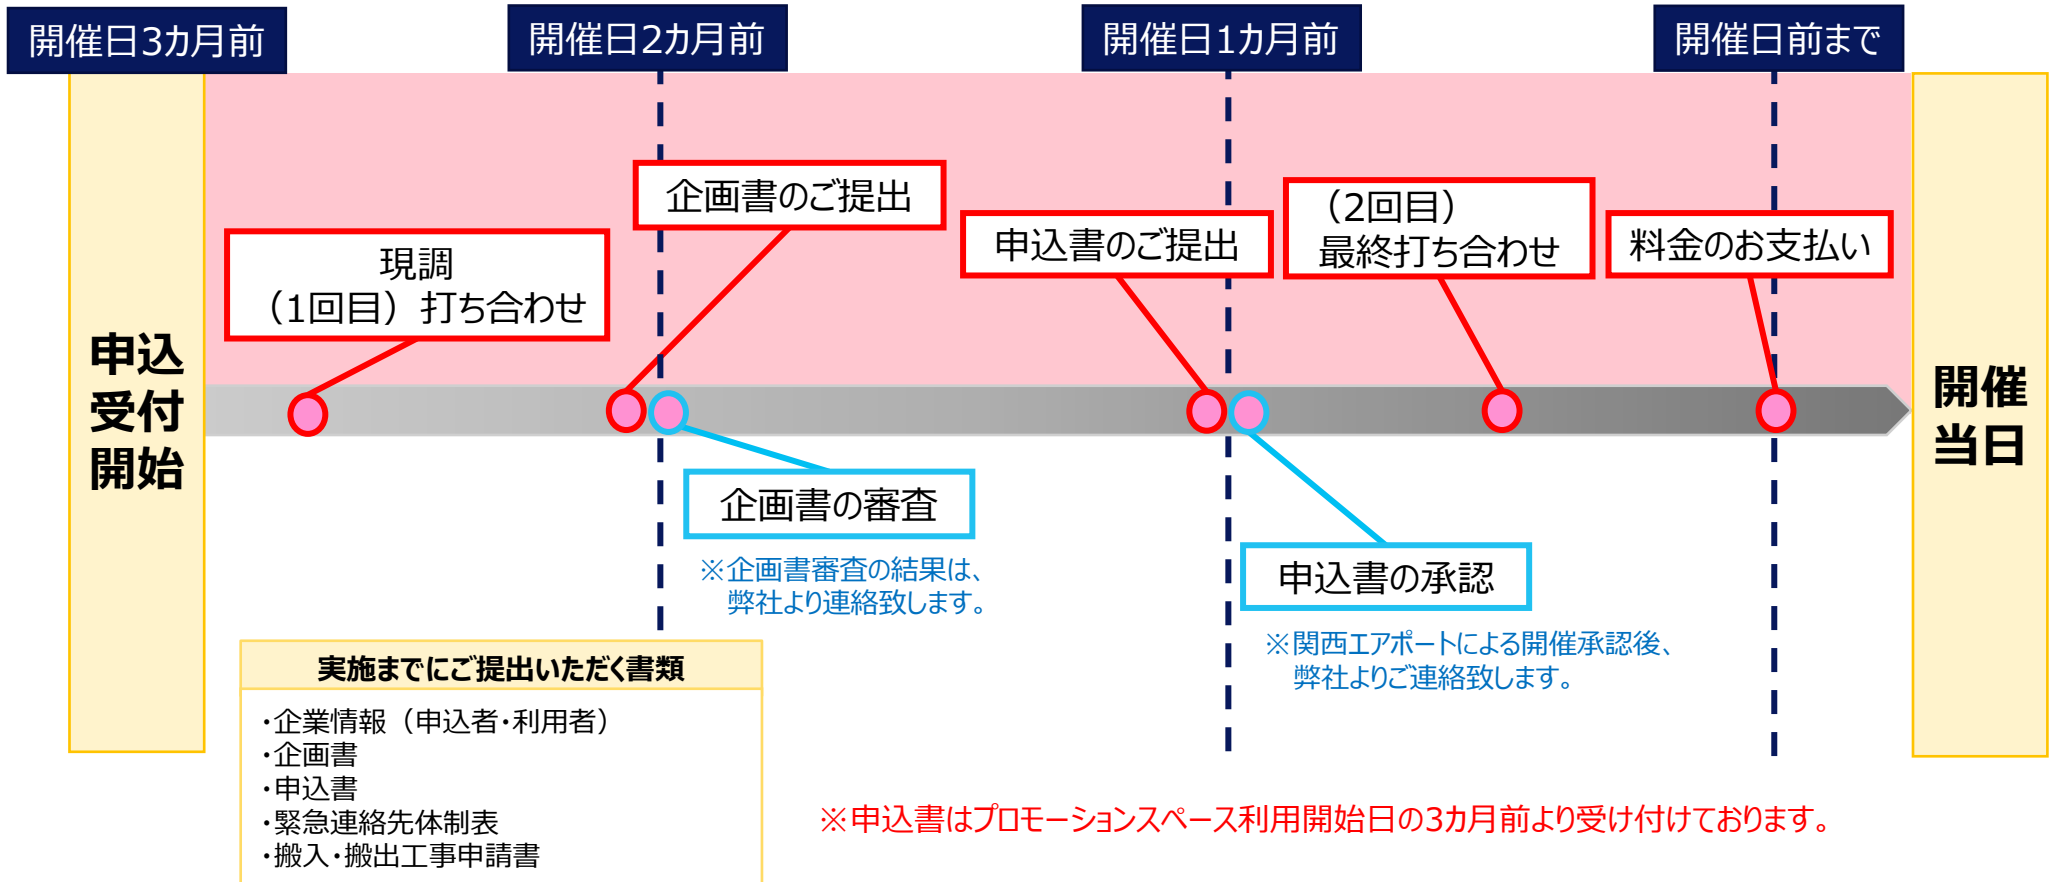 開催日3カ月前
開催日2カ月前
開催日1カ月前
開催日前まで
企画書のご提出
申込書のご提出
（2回目）
最終打ち合わせ
料金のお支払い
現調
（1回目）打ち合わせ
申込
受付
開始
開催
当日
企画書の審査
※企画書審査の結果は、
弊社より連絡致します。
申込書の承認
※関西エアポートによる開催承認後、
弊社よりご連絡致します。
実施までにご提出いただく書類
・企業情報（申込者・利用者）
・企画書
・申込書
・緊急連絡先体制表
・搬入・搬出工事申請書
※申込書はプロモーションスペース利用開始日の3カ月前より受け付けております。